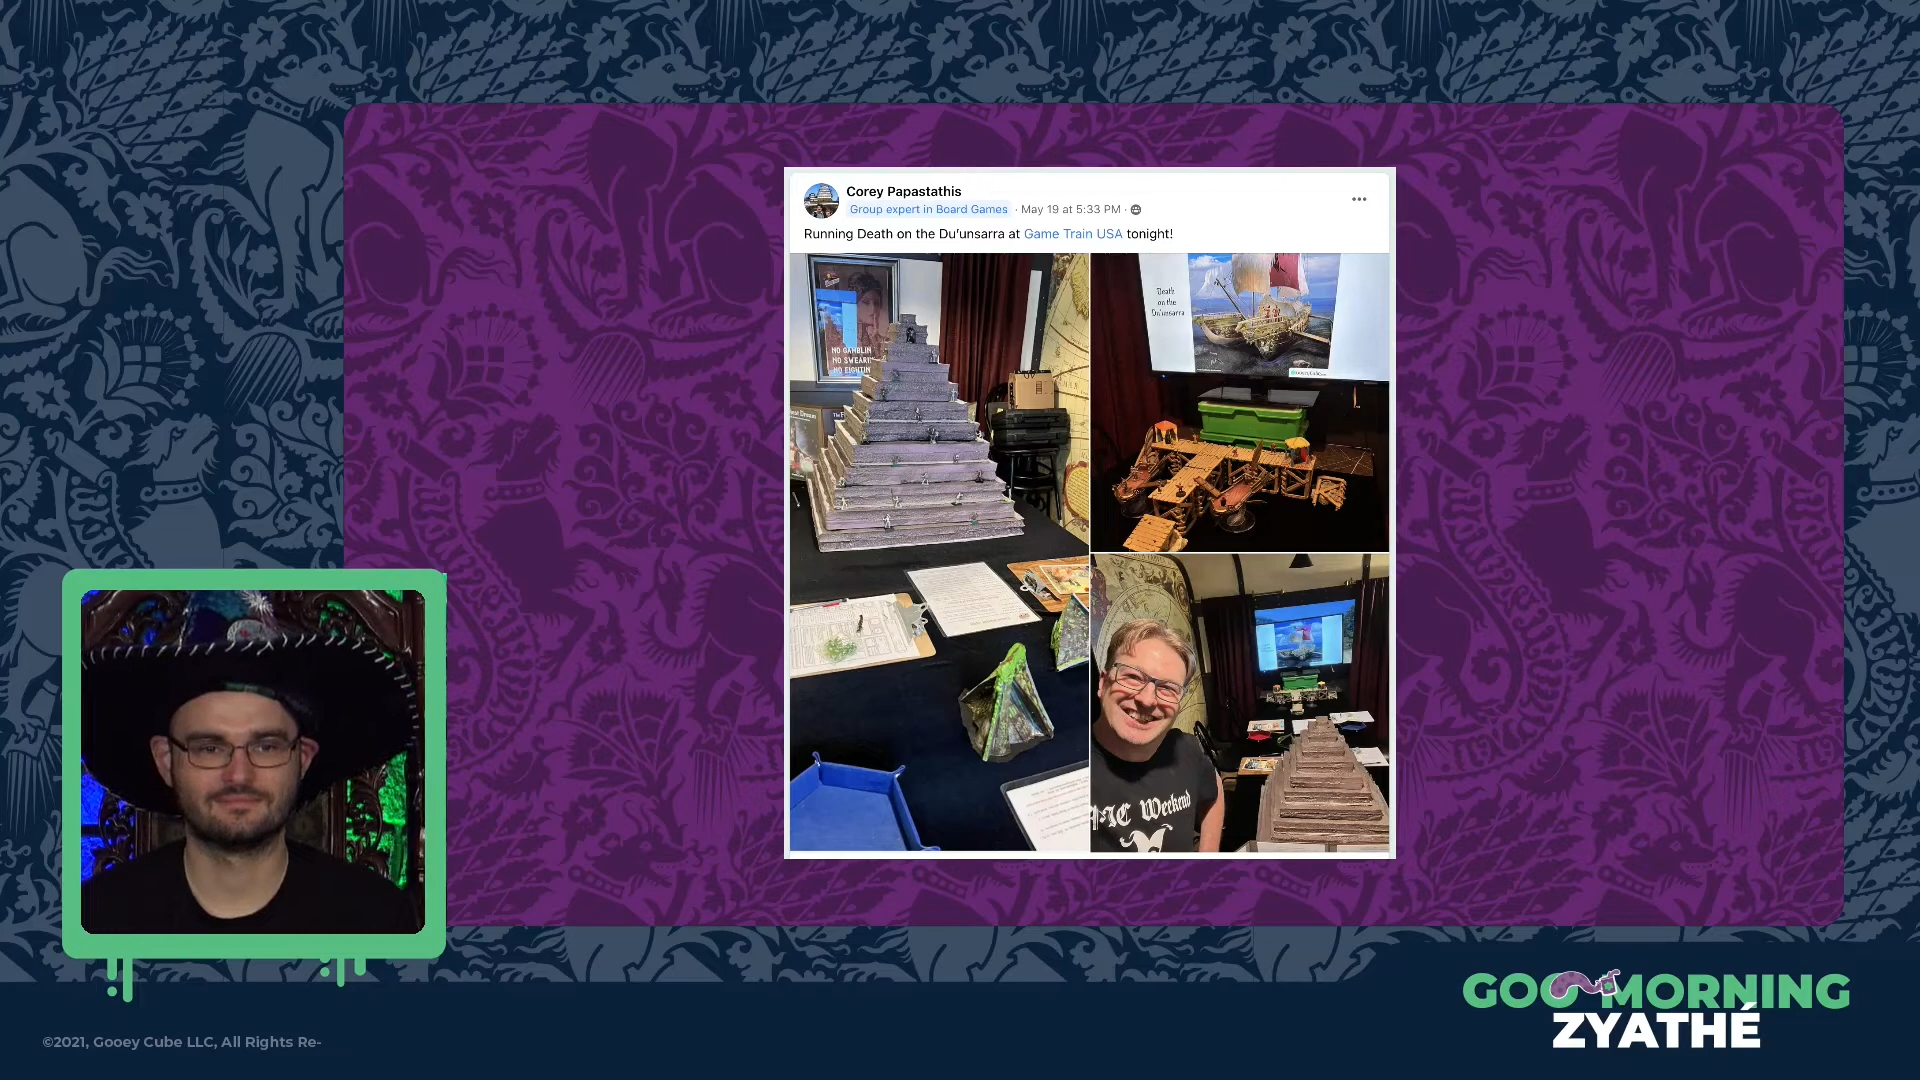 Corey Papastathis
Group expert in Board Games · May 19 at 5:33 PM ·
Running Death on the Du'unsarra at Game Train USA tonight!
NO GAMBLIN
NO SWEARI
NO FIGHTIN
Death
on the
Du'unsarra
Weekend
GOO MORNING
ZYATHÉ
©2021, Gooey Cube LLC, All Rights Re-